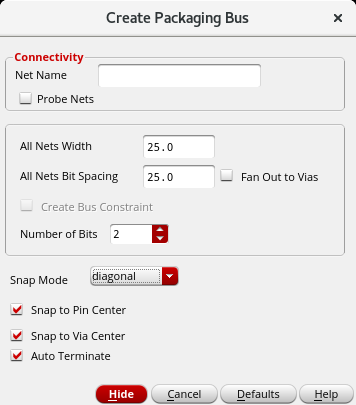 Create Packaging Bus
Connectivity
Net Name
Probe Nets
All Nets Width 25.0
All Nets Bit Spacing 25.0 Fan Out to Vias
Create Bus Constraint
Number of Bits 2
Snap Mode diagonal
Snap to Pin Center
Snap to Via Center
Auto Terminate
Hide Cancel Defaults Help